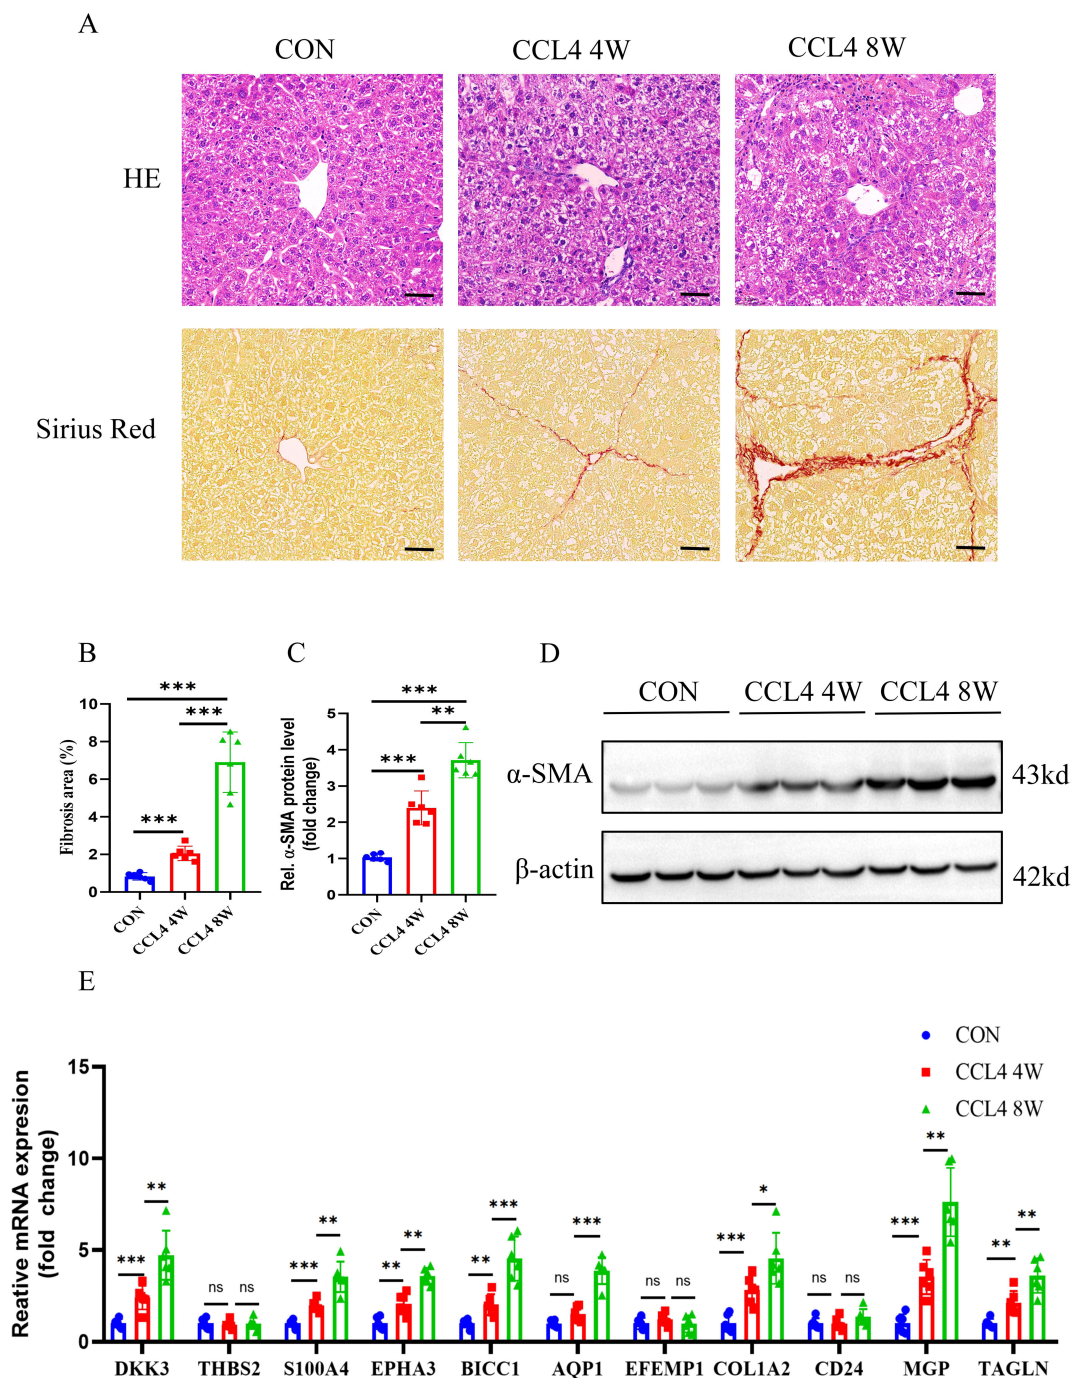 A
CON CCL4 4W CCL4 8W
HE
Sirius Red
B C D
CON CCL4 4W CCL4 8W
α-SMA 43kd
β-actin 42kd
*** *** ***
Fibrosis area (%)
10
8
6
4
2
0
CON CCL4 4W CCL4 8W
*** *** **
Rel. α-SMA protein level
(fold change)
5
4
3
2
1
0
CON CCL4 4W CCL4 8W
E
CON
CCL4 4W
CCL4 8W
Reative mRNA expresion
(fold change)
15
10
5
0
*** ** ns ns *** ** ** ** ** *** ns *** ns ns *** * ns ns *** ** ** **
DKK3 THBS2 S100A4 EPHA3 BICC1 AQP1 EFEMP1 COL1A2 CD24 MGP TAGLN